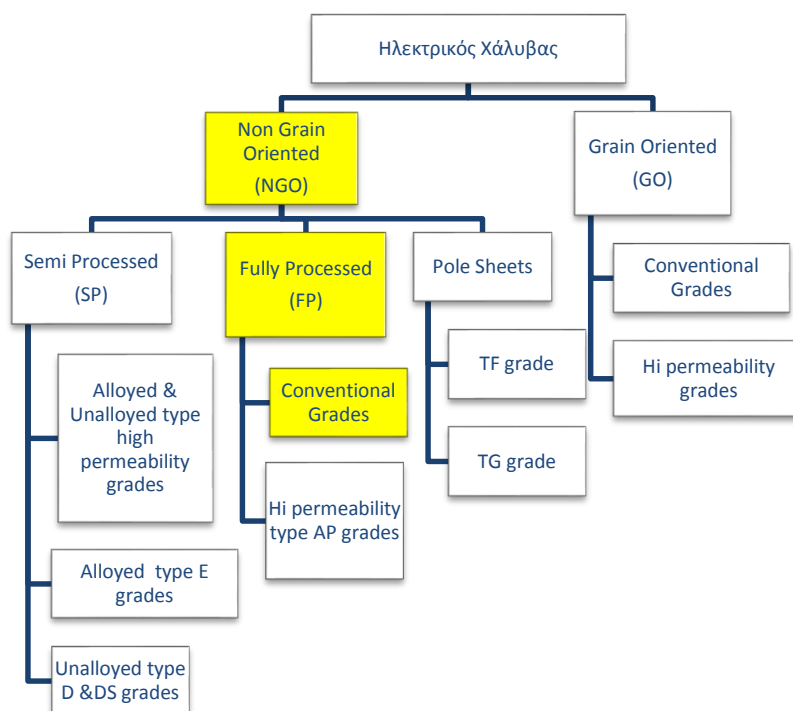 Ηλεκτρικός Χάλυβας
Non Grain
Oriented
(NGO)
Grain Oriented
(GO)
Semi Processed
(SP)
Fully Processed
(FP)
Pole Sheets
Conventional
Grades
Hi permeability
grades
TF grade
TG grade
Conventional
Grades
Hi permeability
type AP grades
Alloyed &
Unalloyed type
high
permeability
grades
Alloyed type E
grades
Unalloyed type
D &DS grades